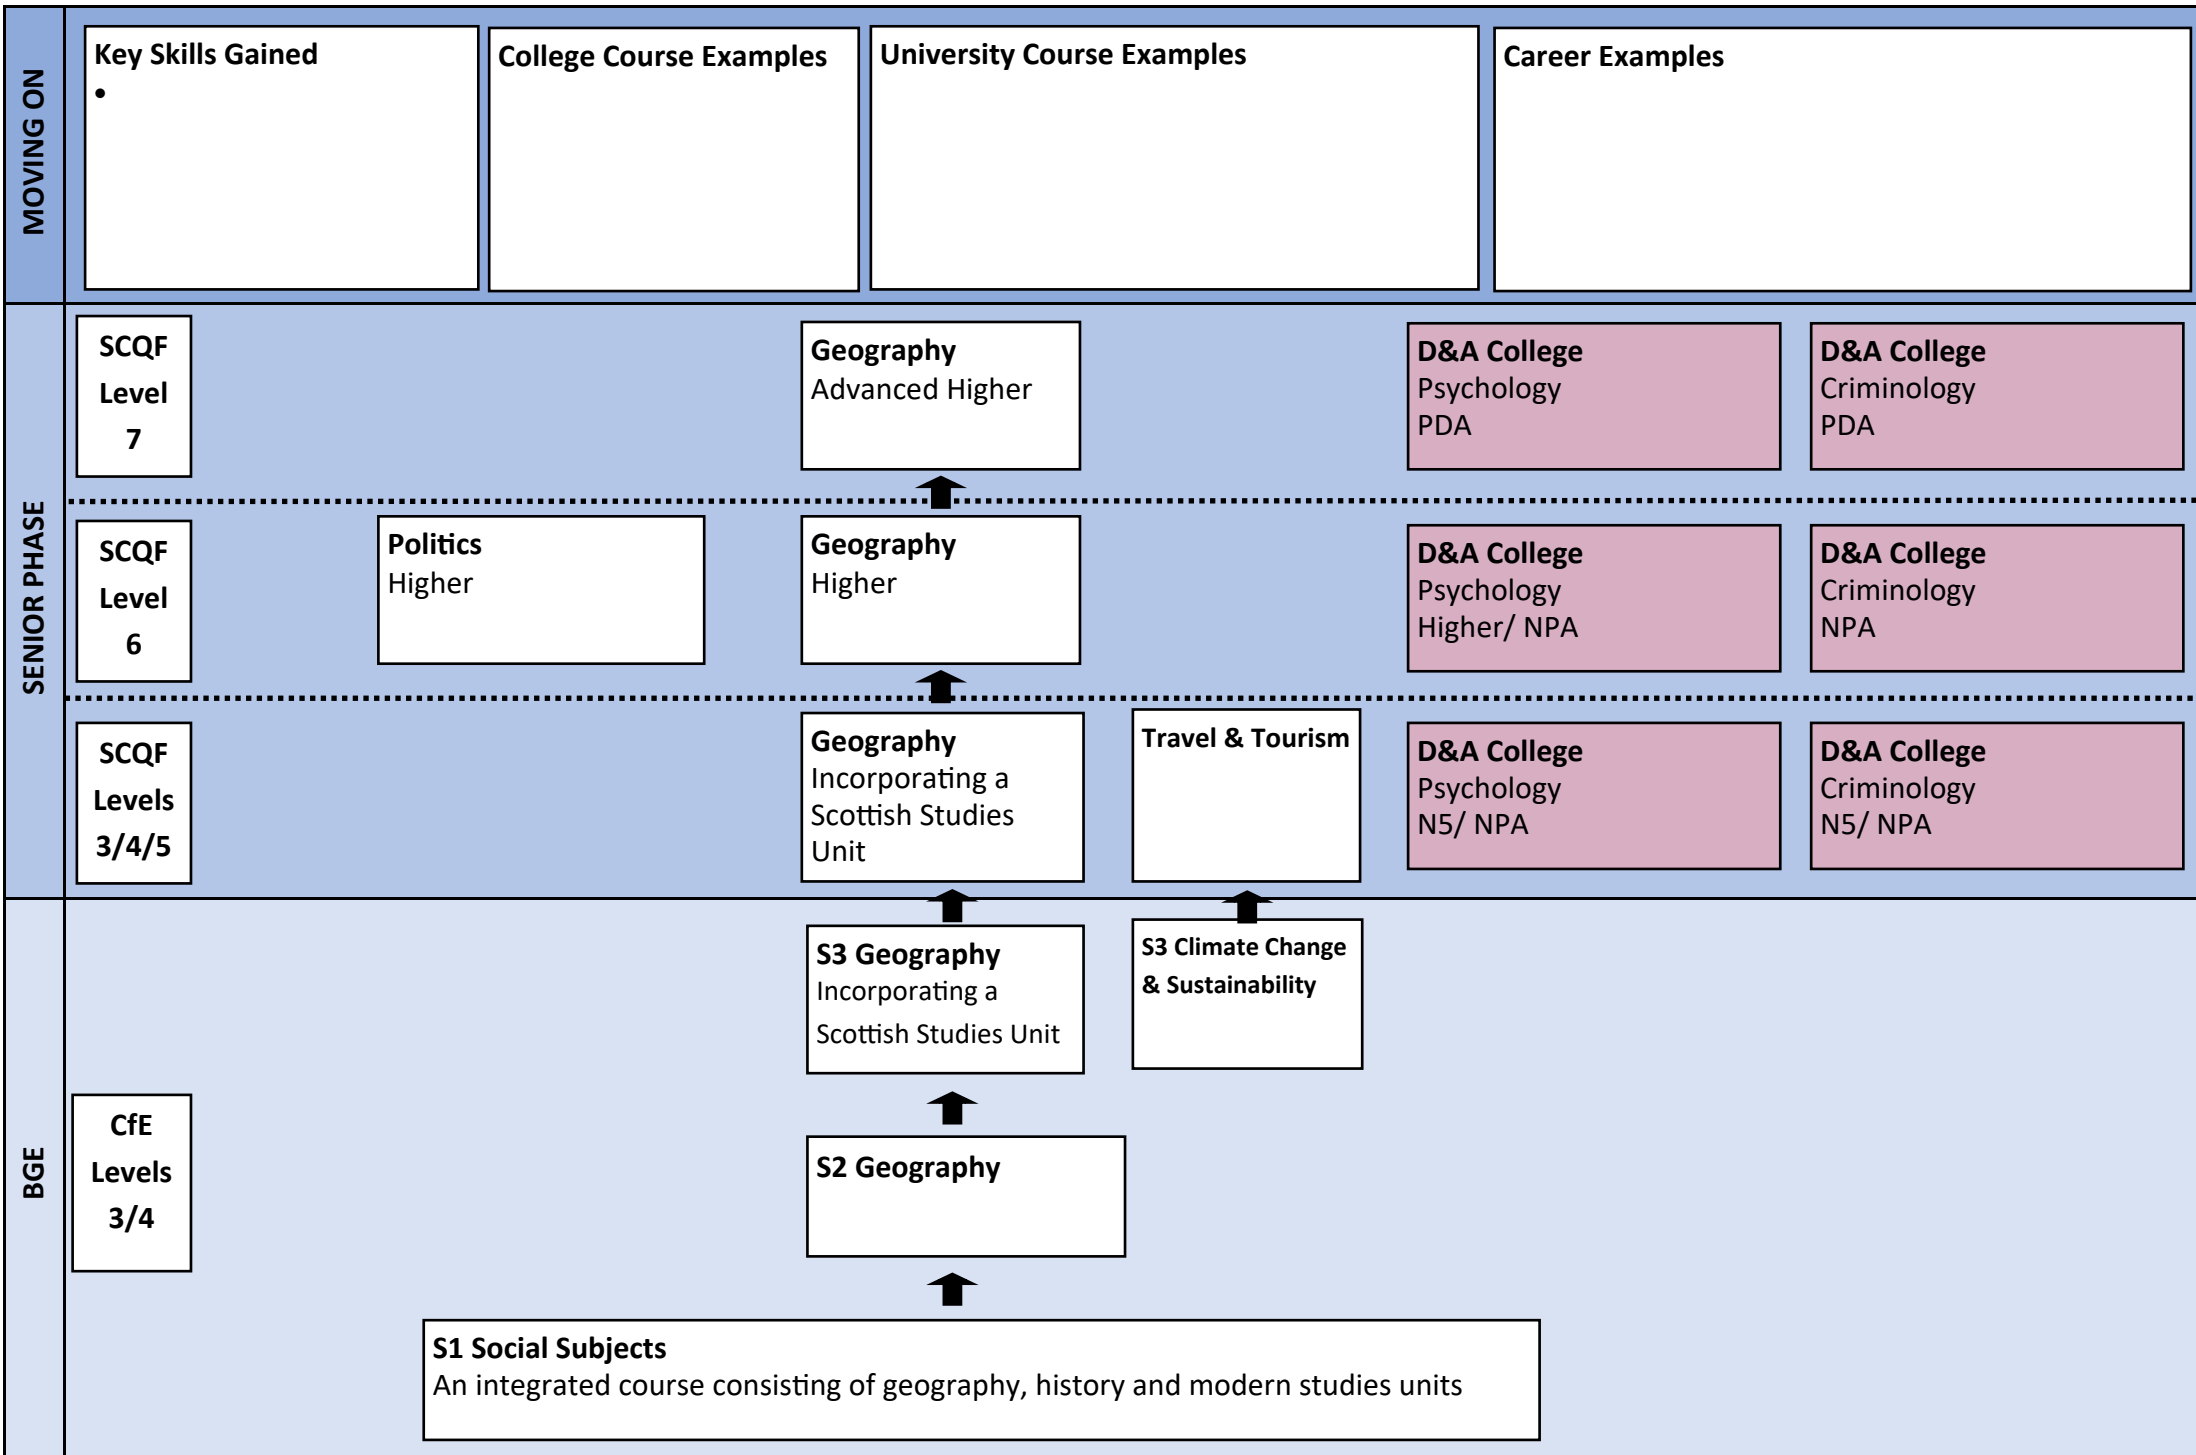 MOVING ON
Key Skills Gained
•
College Course Examples
University Course Examples
Career Examples
SENIOR PHASE
SCQF
Level
7
Geography
Advanced Higher
D&A College
Psychology
PDA
D&A College
Criminology
PDA
SCQF
Level
6
Politics
Higher
Geography
Higher
D&A College
Psychology
Higher/ NPA
D&A College
Criminology
NPA
SCQF
Levels
3/4/5
Geography
Incorporating a
Scottish Studies
Unit
Travel & Tourism
D&A College
Psychology
N5/ NPA
D&A College
Criminology
N5/ NPA
BGE
S3 Geography
Incorporating a
Scottish Studies Unit
S3 Climate Change
& Sustainability
CfE
Levels
3/4
S2 Geography
S1 Social Subjects
An integrated course consisting of geography, history and modern studies units